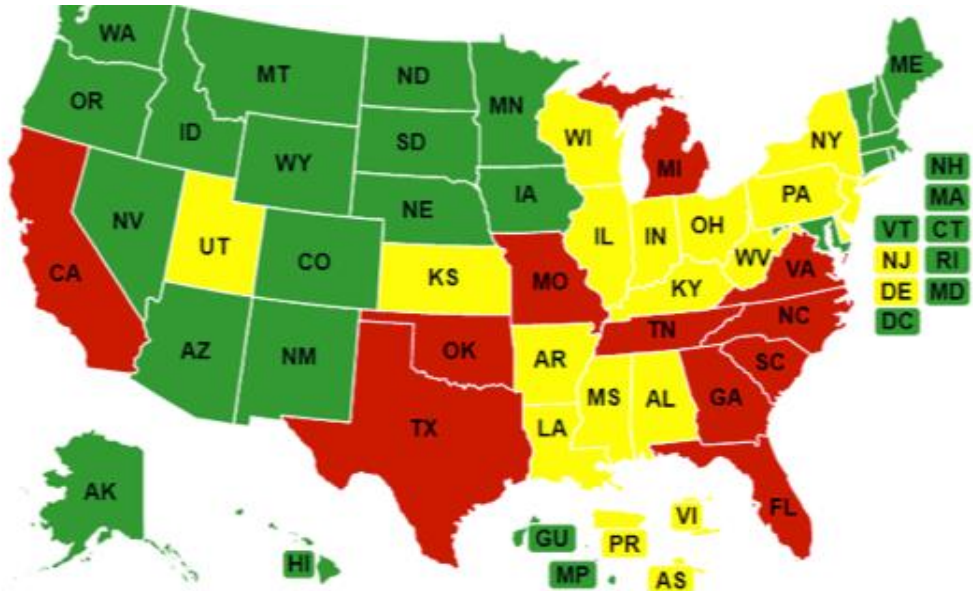 WA
MT
ND
ME
OR
MN
ID
SD
WI
NY
WY
MI
NH
IA
PA
MA
NE
NV
OH
VT CT
UT
IL
IN
CO
WV
NJ RI
CA
KS
MO
VA
KY
DE MD
NC
DC
TN
AZ
NM
OK
AR
SC
MS
AL
GA
TX
LA
AK
FL
VI
GU
PR
HI
MP
AS